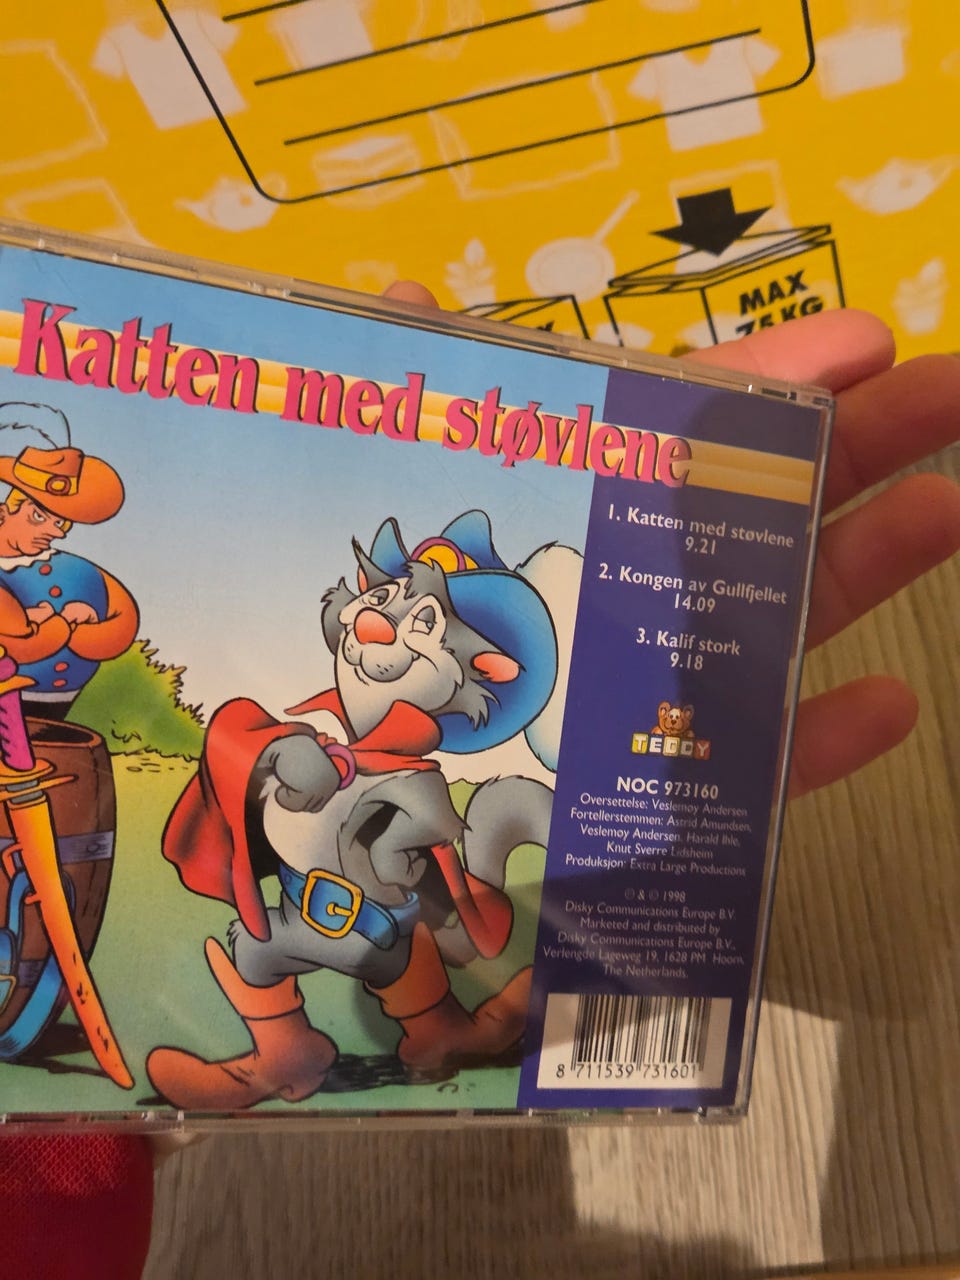 MAX
75 KG
Katten med støvlene
1. Katten med støvlene
9.21
2. Kongen av Gullfjellet
14.09
3. Kalif stork
9.18
TEDDY
NOC 973160
Oversettelse: Veslemøy Andersen
Fortellerstemmen: Astrid Amundsen,
Veslemøy Andersen, Harald Ihle,
Knut Sverre Lidsheim
Produksjon: Extra Large Productions
℗ & © 1998
Disky Communications Europe B.V.
Marketed and distributed by
Disky Communications Europe B.V.,
Verlengde Lageweg 19, 1628 PM Hoorn,
The Netherlands.
8 711539 731601